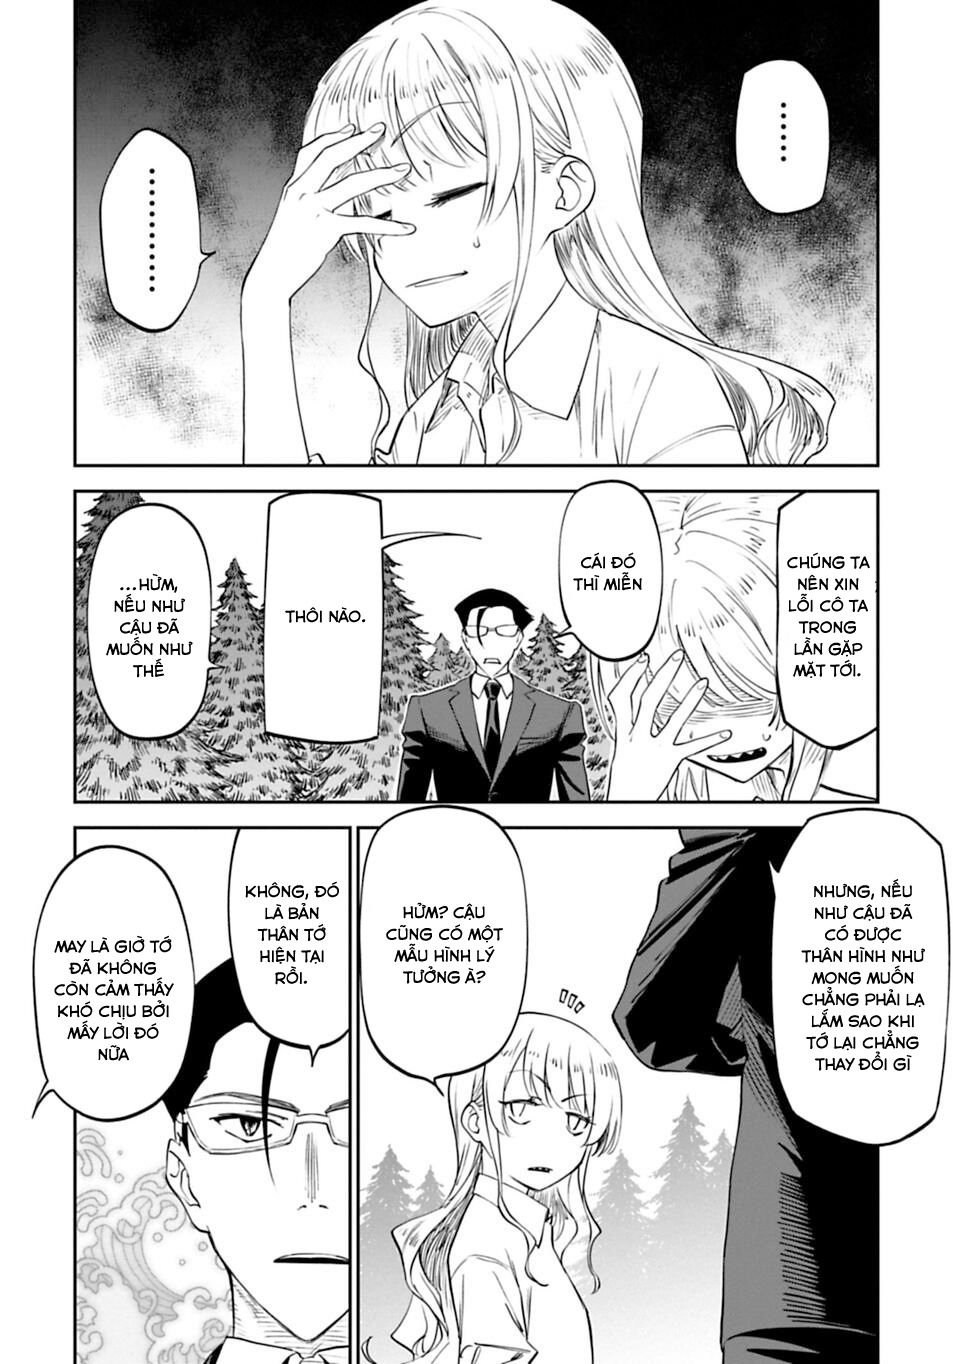 ..........
......
CHÚNG TA
NÊN XIN
LỖI CÔ TA
TRONG
LẦN GẶP
MẶT TỚI.
CÁI ĐÓ
THÌ MIỄN
THÔI NÀO.
...HỪM,
NẾU NHƯ
CẬU ĐÃ
MUỐN NHƯ
THẾ
NHƯNG, NẾU
NHƯ CẬU ĐÃ
CÓ ĐƯỢC
THÂN HÌNH NHƯ
MONG MUỐN
CHẲNG PHẢI LẠ
LẮM SAO KHI
TỚ LẠI CHẲNG
THAY ĐỔI GÌ
HỬM? CẬU
CŨNG CÓ MỘT
MẪU HÌNH LÝ
TƯỞNG À?
KHÔNG, ĐÓ
LÀ BẢN
THÂN TỚ
HIỆN TẠI
RỒI.
MAY LÀ GIỜ TỚ
ĐÃ KHÔNG
CÒN CẢM THẤY
KHÓ CHỊU BỞI
MẤY LỜI ĐÓ
NỮA